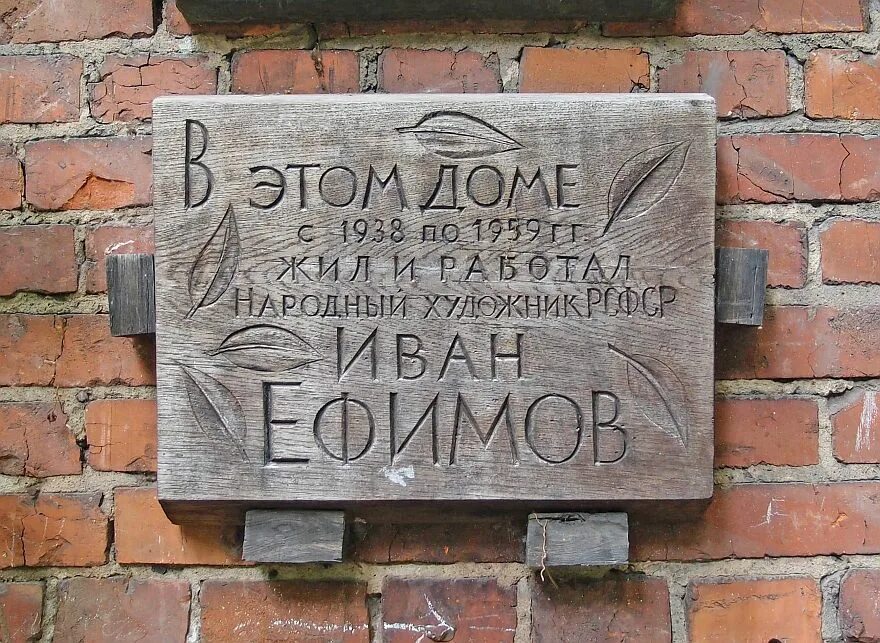 В ЭТОМ ДОМЕ
С 1938 ПО 1959 ГГ.
ЖИЛ И РАБОТАЛ
НАРОДНЫЙ ХУДОЖНИК РСФСР
ИВАН
ЕФИМОВ